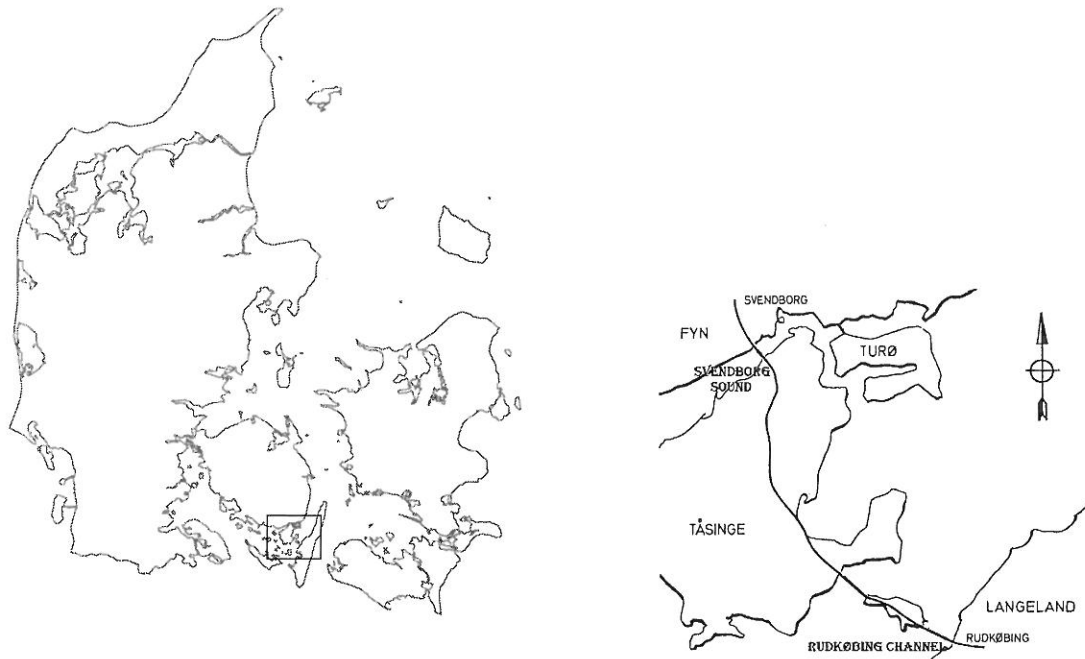 SVENDBORG
FYN
TURØ
SVENDBORG
SOUND
TÅSINGE
LANGELAND
RUDKØBING
RUDKØBING CHANNEL